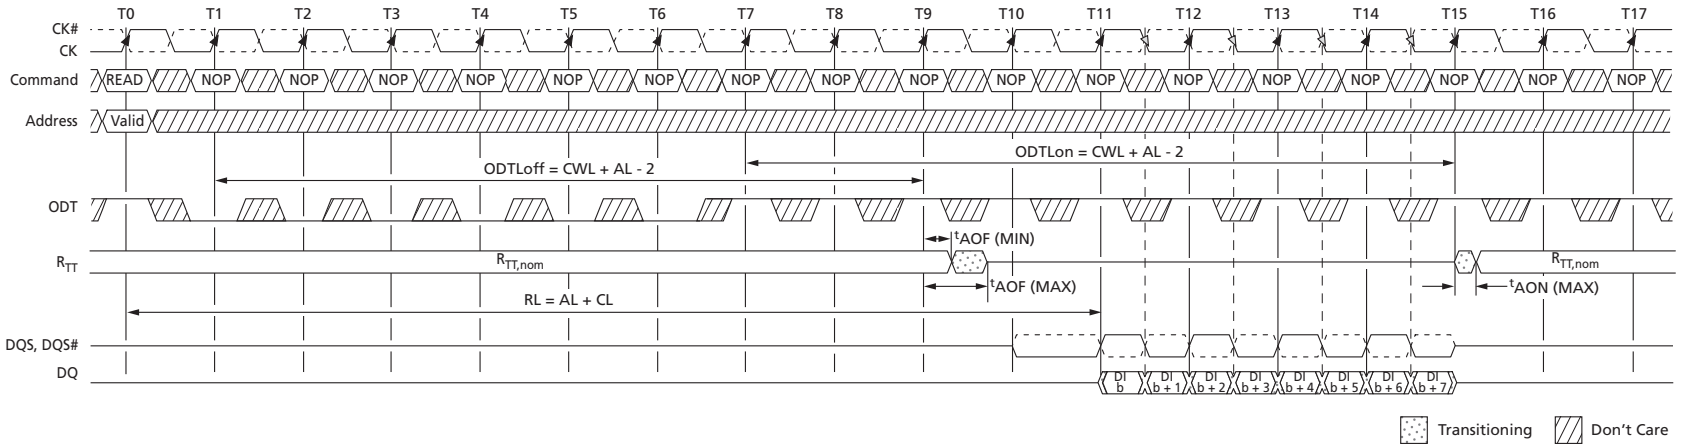 T0 T1 T2 T3 T4 T5 T6 T7 T8 T9 T10 T11 T12 T13 T14 T15 T16 T17
CK#
CK
Command READ NOP NOP NOP NOP NOP NOP NOP NOP NOP NOP NOP NOP NOP NOP NOP NOP NOP
Address Valid
ODTLon = CWL + AL - 2
ODTLoff = CWL + AL - 2
ODT
tAOF (MIN)
RTT RTT,nom RTT,nom
tAOF (MAX) tAON (MAX)
RL = AL + CL
DQS, DQS#
DQ
DI DI DI DI DI DI DI DI
b b + 1 b + 2 b + 3 b + 4 b + 5 b + 6 b + 7
Transitioning Don't Care